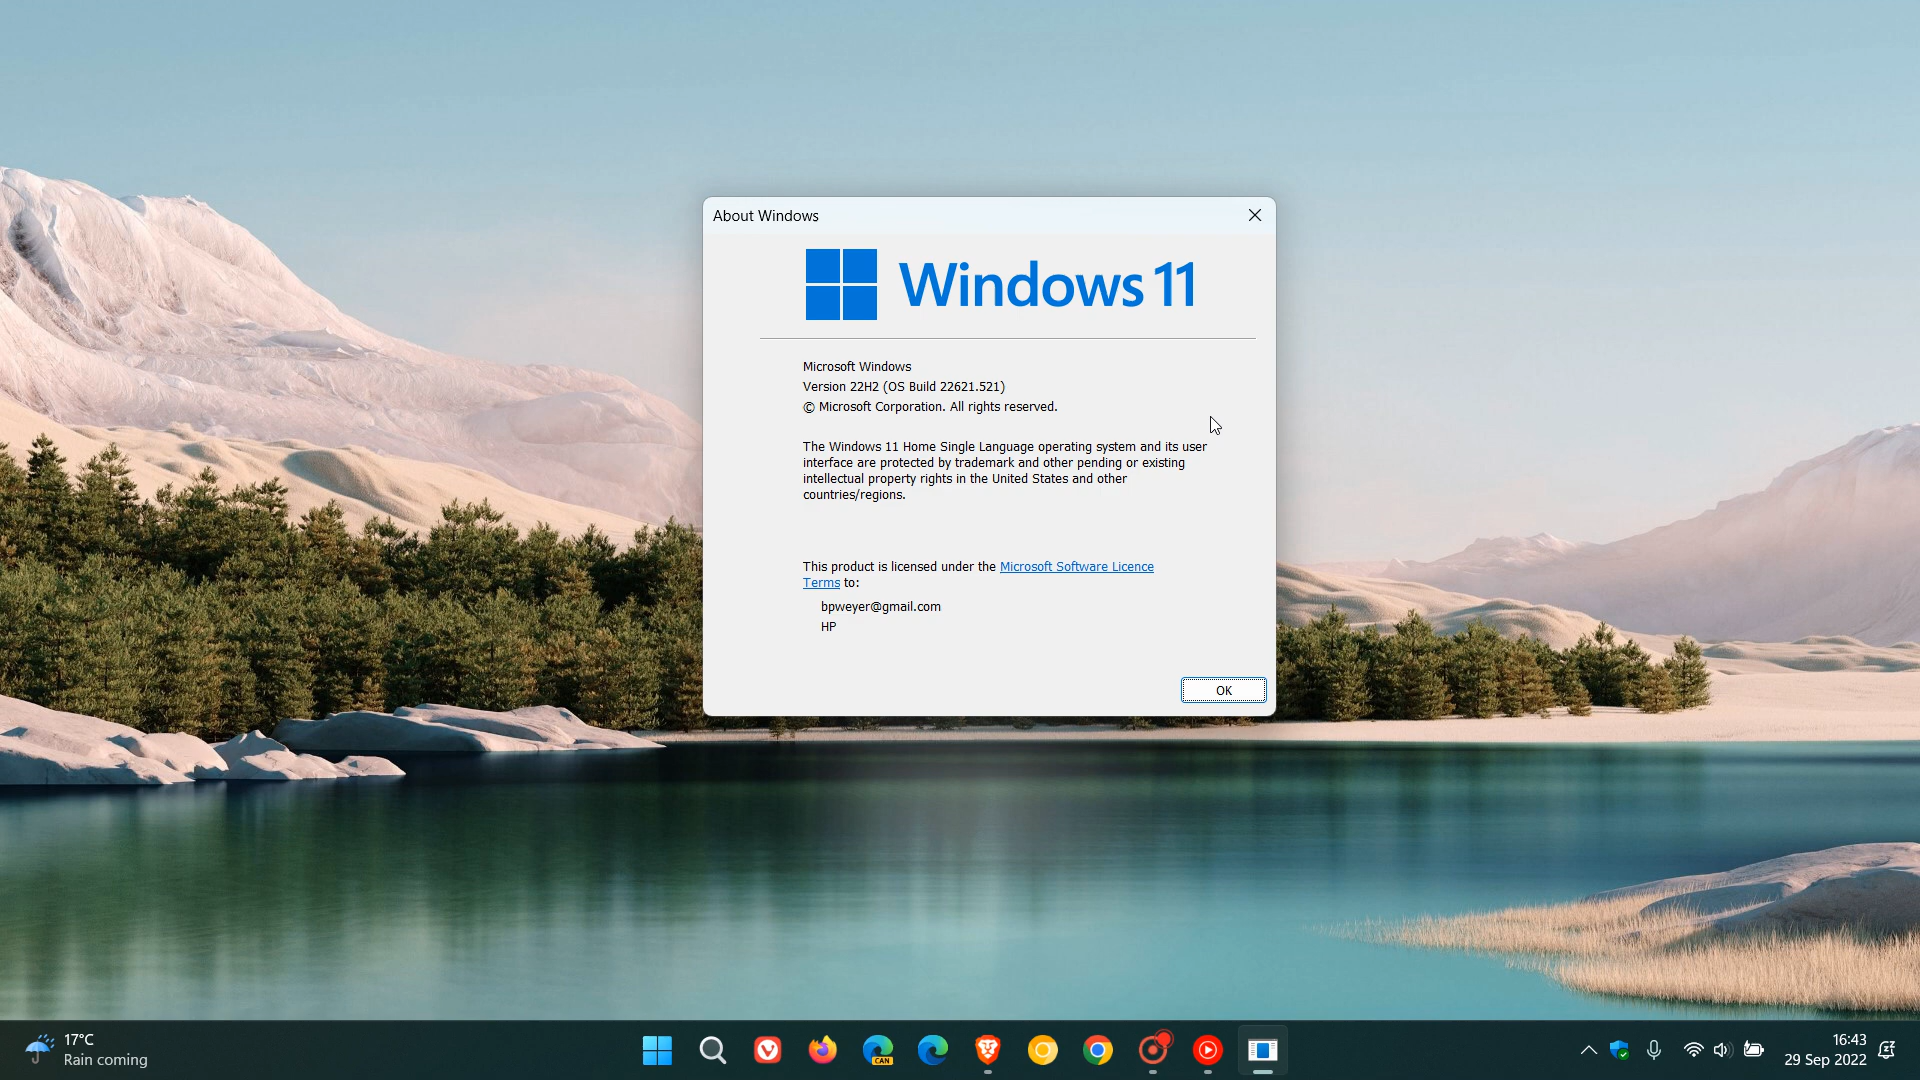 About Windows
Windows 11
Microsoft Windows
Version 22H2 (OS Build 22621.521)
© Microsoft Corporation. All rights reserved.
The Windows 11 Home Single Language operating system and its user
interface are protected by trademark and other pending or existing
intellectual property rights in the United States and other
countries/regions.
This product is licensed under the Microsoft Software Licence
Terms to:
bpweyer@gmail.com
HP
OK
17°C
Rain coming
CAN
16:43
29 Sep 2022